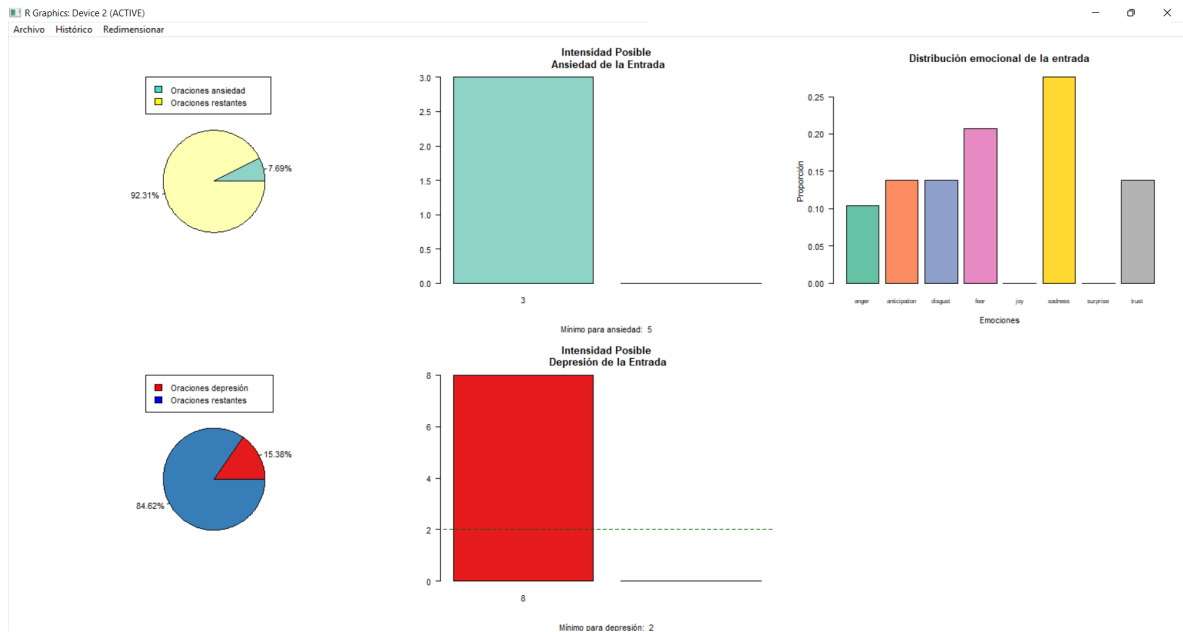 R Graphics: Device 2 (ACTIVE)
Archivo Histórico Redimensionar
Oraciones ansiedad
Oraciones restantes
7.69%
92.31%
Intensidad Posible
Ansiedad de la Entrada
3.0
2.5
2.0
1.5
1.0
0.5
0.0
3
Mínimo para ansiedad: 5
Distribución emocional de la entrada
Proporción
0.25
0.20
0.15
0.10
0.05
0.00
anger anticipation disgust fear joy sadness surprise trust
Emociones
Oraciones depresión
Oraciones restantes
15.38%
84.62%
Intensidad Posible
Depresión de la Entrada
8
6
4
2
0
8
Mínimo para depresión: 2